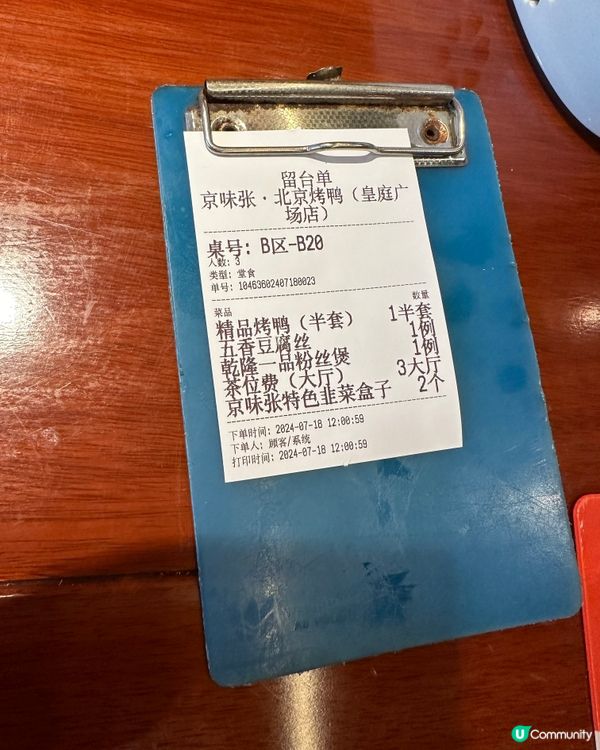 留台单
京味张·北京烤鸭（皇庭广
场店）
桌号: B区-B20
人数: 3
类型: 堂食
单号: 10463602407180023
菜品 数量
精品烤鸭（半套） 1半套
五香豆腐丝 1例
乾隆一品粉丝煲 1例
茶位费（大厅） 3大厅
京味张特色韭菜盒子 2个
下单时间: 2024-07-18 12:00:59
下单人: 顾客/系统
打印时间: 2024-07-18 12:00:59
U Community